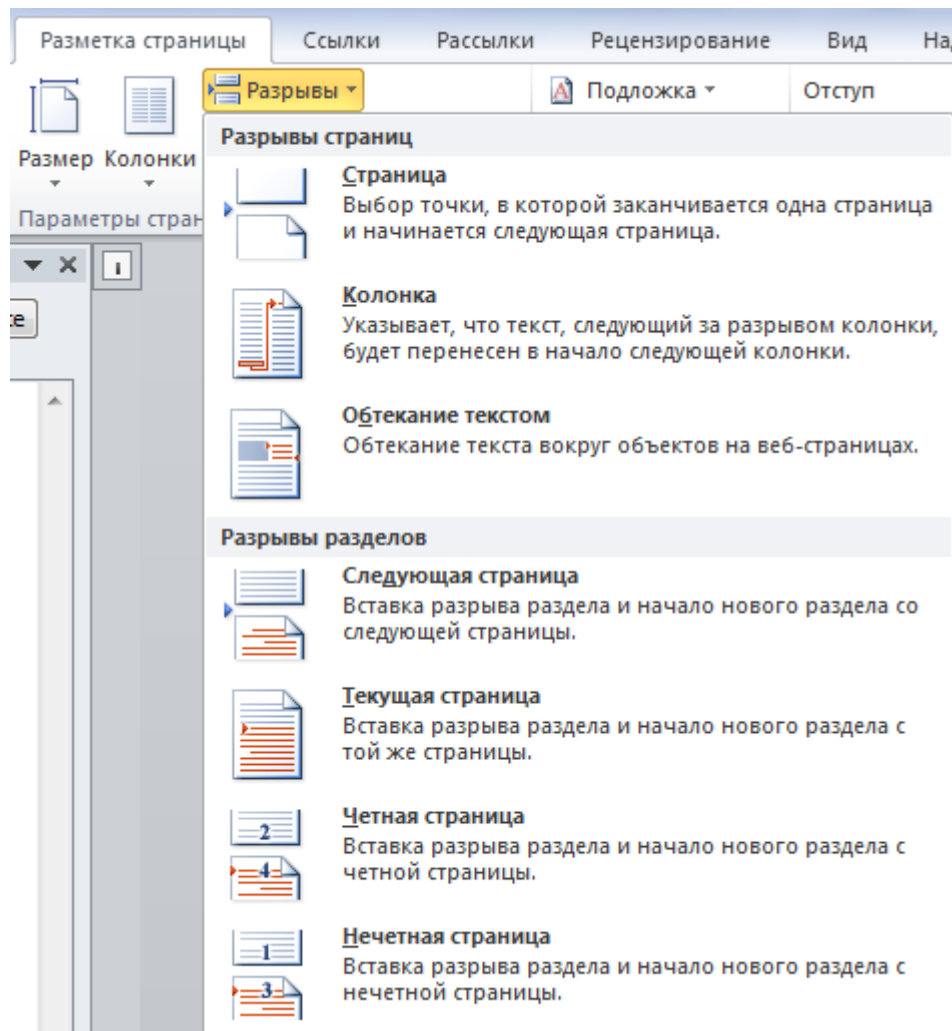 Разметка страницы Ссылки Рассылки Рецензирование Вид
Разрывы Подложка Отступ
Размер Колонки
Параметры
Разрывы страниц
Страница
Выбор точки, в которой заканчивается одна страница
и начинается следующая страница.
Колонка
Указывает, что текст, следующий за разрывом колонки,
будет перенесен в начало следующей колонки.
Обтекание текстом
Обтекание текста вокруг объектов на веб-страницах.
Разрывы разделов
Следующая страница
Вставка разрыва раздела и начало нового раздела со
следующей страницы.
Текущая страница
Вставка разрыва раздела и начало нового раздела с
той же страницы.
2
Четная страница
Вставка разрыва раздела и начало нового раздела с
4
четной страницы.
1
Нечетная страница
Вставка разрыва раздела и начало нового раздела с
3
нечетной страницы.